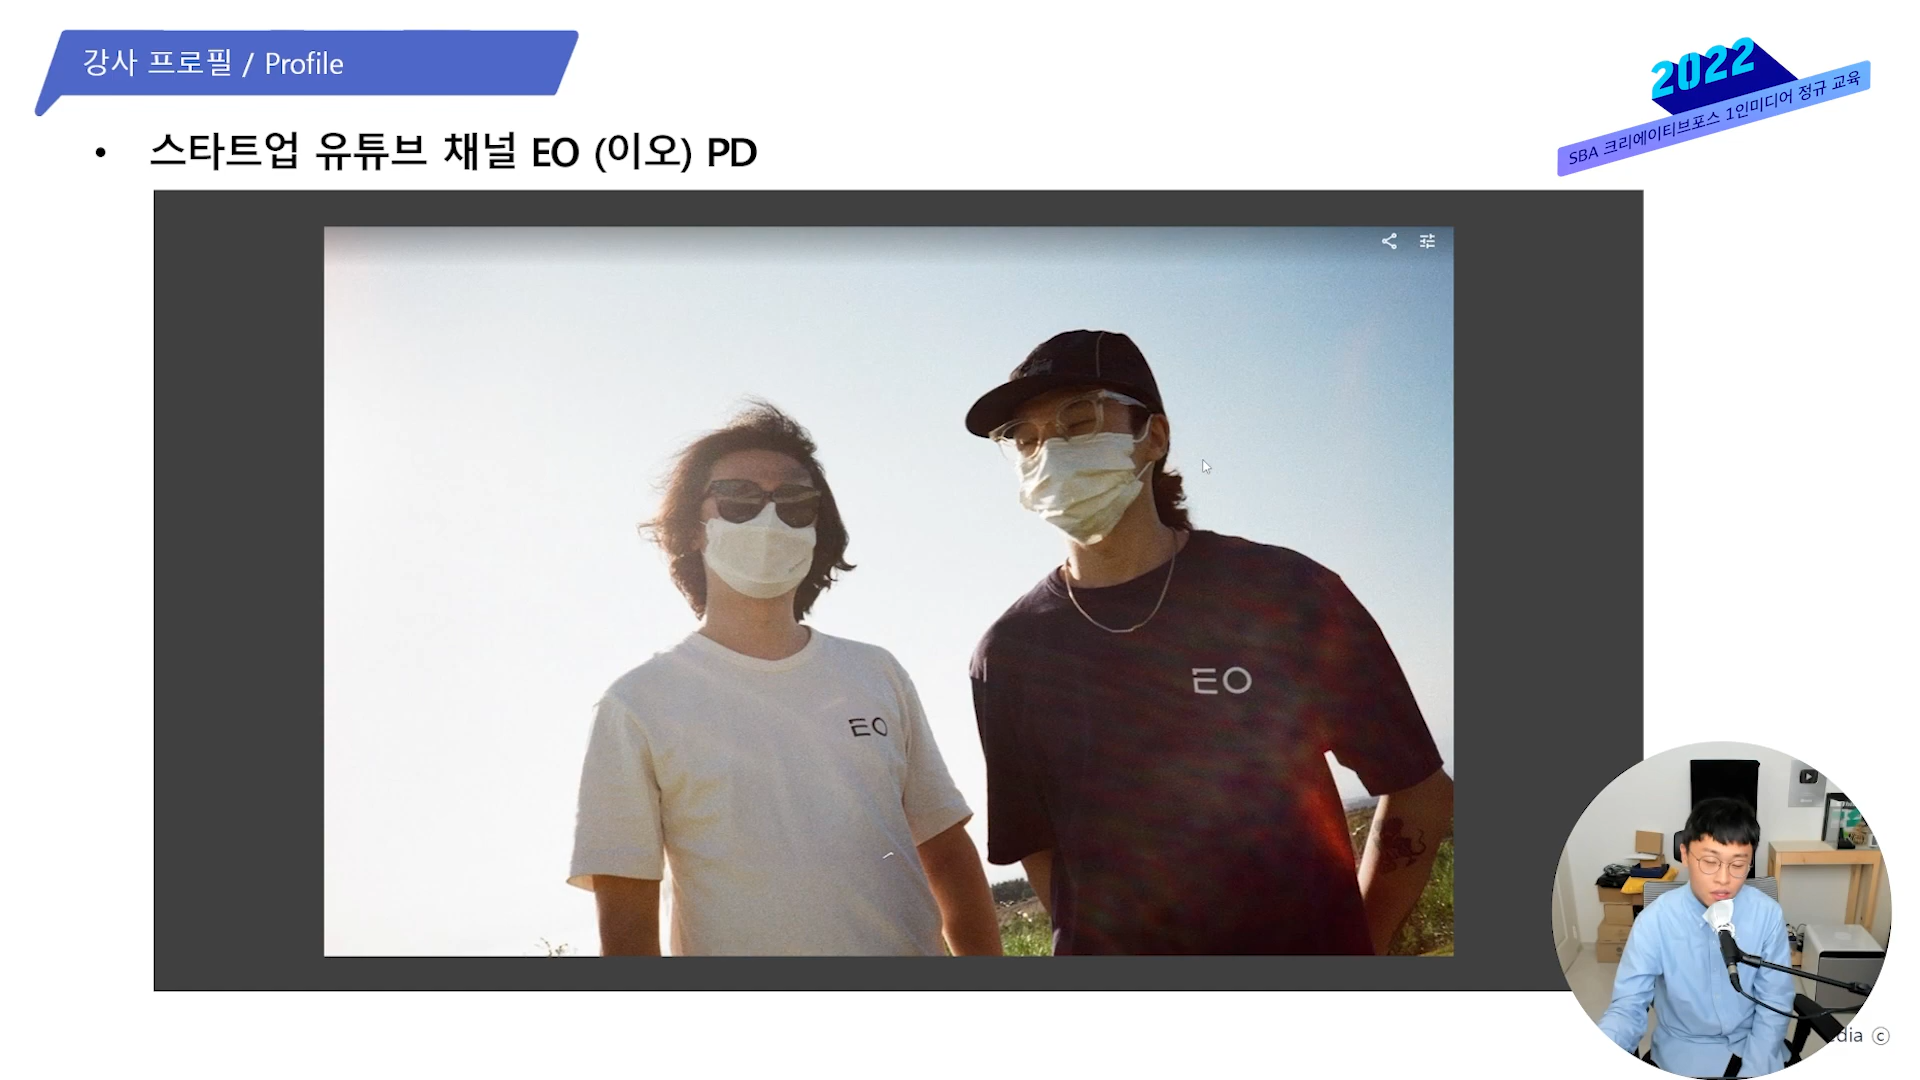 강사 프로필 / Profile
2022
SBA 크리에이티브포스 1인미디어 정규 교육
• 스타트업 유튜브 채널 EO (이오) PD
EO
EO
dia ⓒ